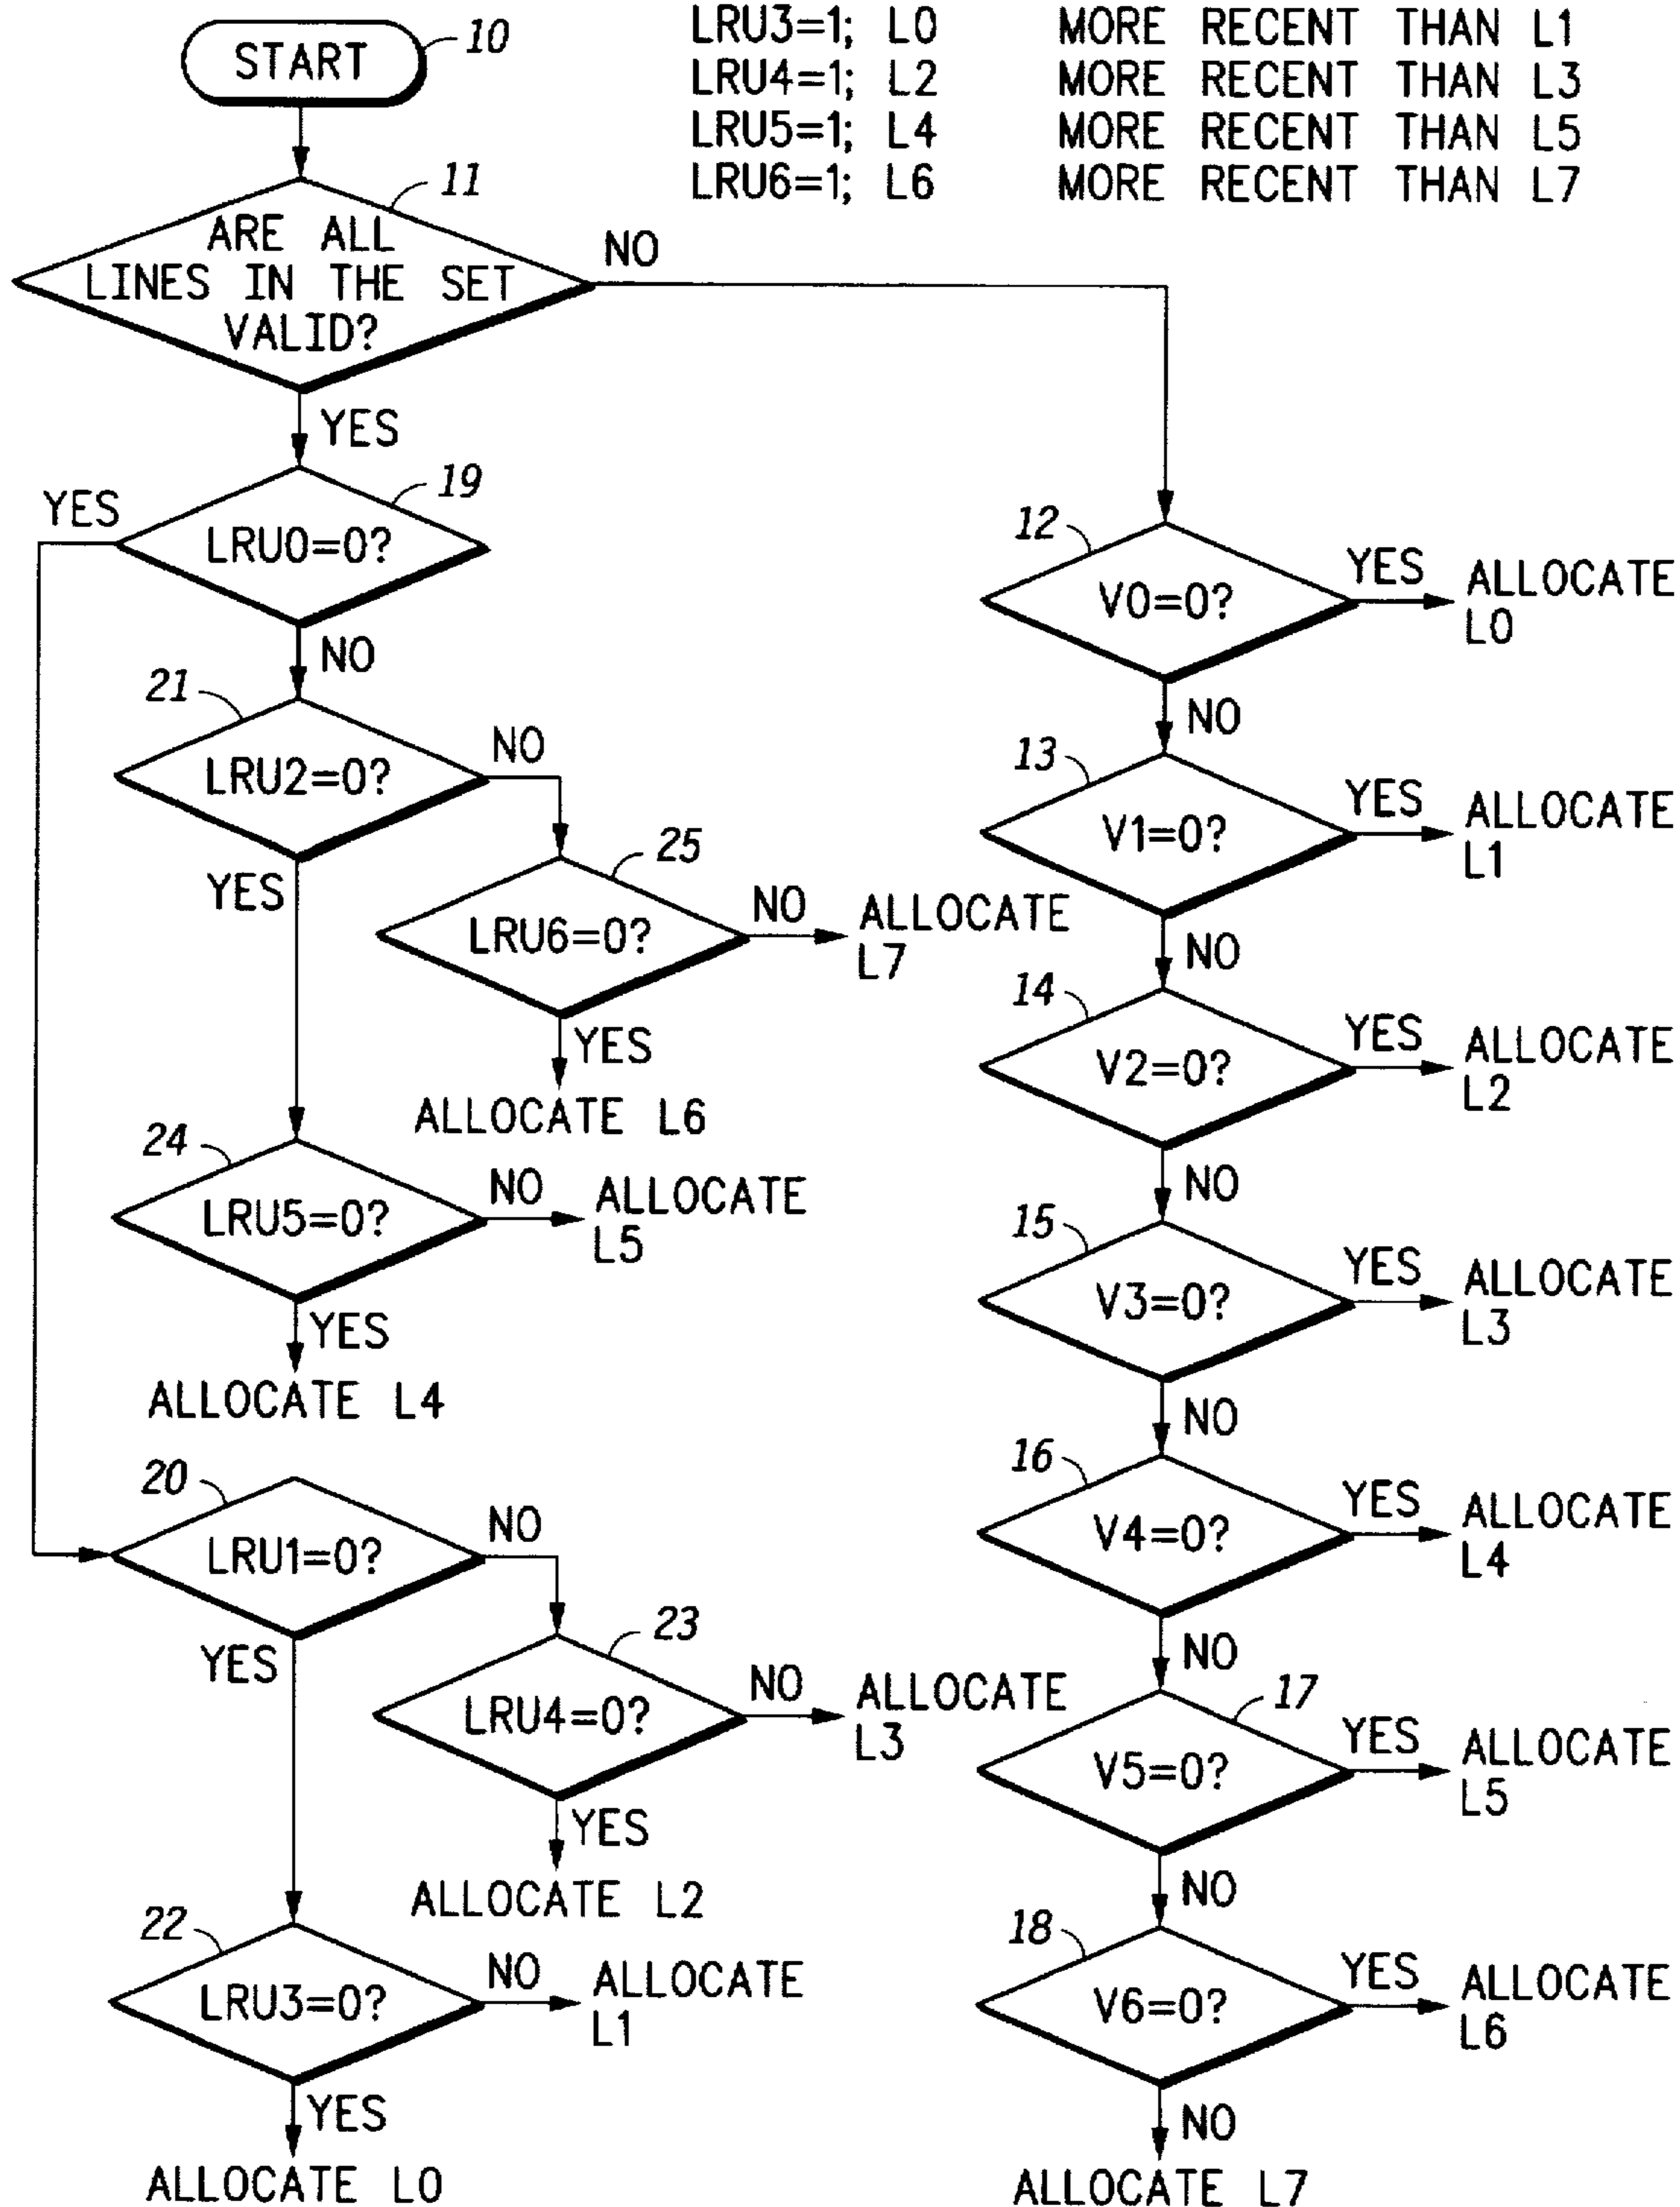 START
10
LRU3=1; L0 MORE RECENT THAN L1
LRU4=1; L2 MORE RECENT THAN L3
LRU5=1; L4 MORE RECENT THAN L5
LRU6=1; L6 MORE RECENT THAN L7
11
ARE ALL
LINES IN THE SET
VALID?
NO
YES
19
YES
LRU0=0?
NO
21
LRU2=0?
NO
YES
25
LRU6=0?
NO
ALLOCATE
L7
YES
ALLOCATE L6
24
LRU5=0?
NO
ALLOCATE
L5
YES
ALLOCATE L4
20
LRU1=0?
NO
YES
23
LRU4=0?
NO
ALLOCATE
L3
YES
ALLOCATE L2
22
LRU3=0?
NO
ALLOCATE
L1
YES
ALLOCATE L0
12
V0=0?
YES
ALLOCATE
L0
NO
13
V1=0?
YES
ALLOCATE
L1
NO
14
V2=0?
YES
ALLOCATE
L2
NO
15
V3=0?
YES
ALLOCATE
L3
NO
16
V4=0?
YES
ALLOCATE
L4
NO
17
V5=0?
YES
ALLOCATE
L5
NO
18
V6=0?
YES
ALLOCATE
L6
NO
ALLOCATE L7